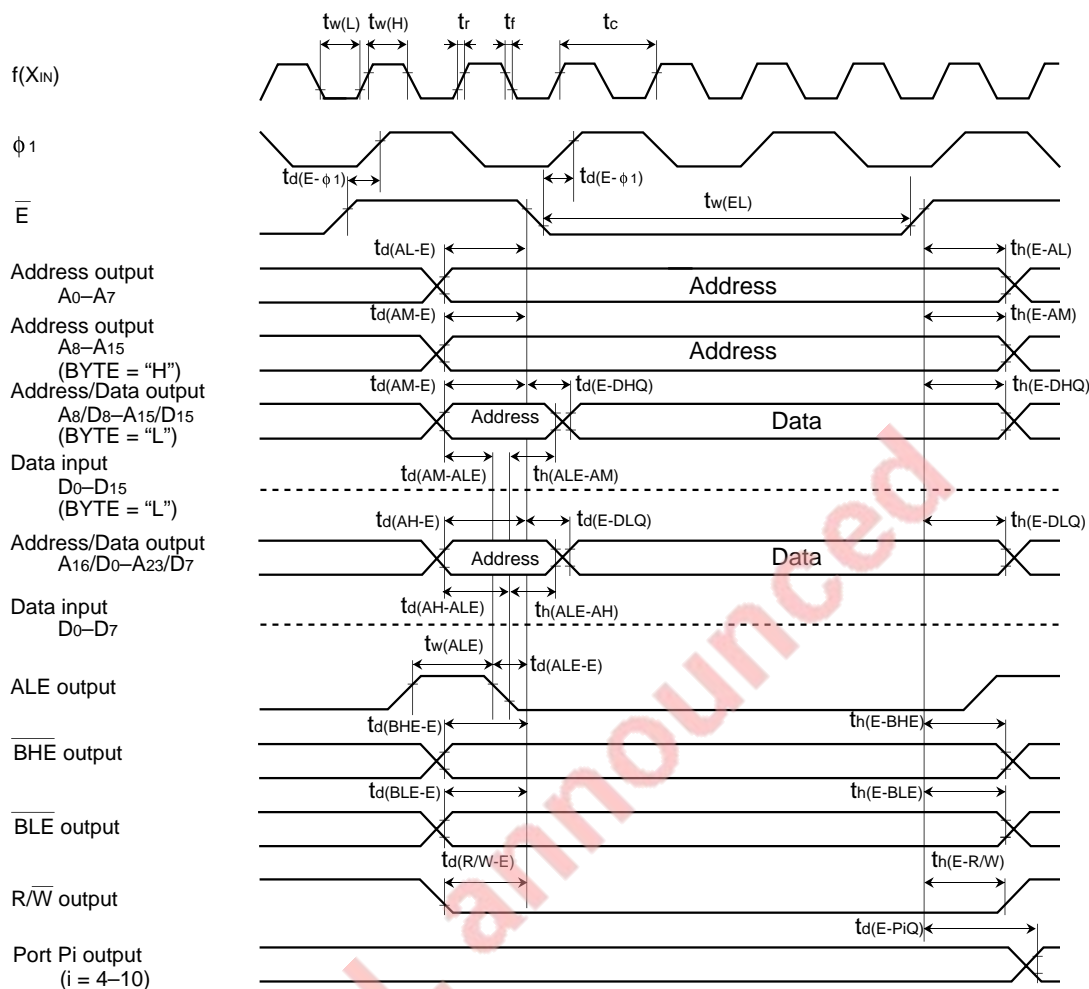 tw(L) tw(H) tr tf tc
f(XIN)
ϕ 1
td(E-ϕ1) td(E-ϕ1)
E tw(EL)
td(AL-E) th(E-AL)
Address output
A0–A7
Address
td(AM-E) th(E-AM)
Address output
A8–A15
(BYTE = “H”)
Address
td(AM-E) td(E-DHQ) th(E-DHQ)
Address/Data output
A8/D8–A15/D15
(BYTE = “L”)
Address Data
td(AM-ALE) th(ALE-AM)
Data input
D0–D15
(BYTE = “L”)
td(AH-E) td(E-DLQ) th(E-DLQ)
Address/Data output
A16/D0–A23/D7
Address Data
td(AH-ALE) th(ALE-AH)
Data input
D0–D7
tw(ALE) td(ALE-E)
ALE output
td(BHE-E) th(E-BHE)
BHE output
td(BLE-E) th(E-BLE)
BLE output
td(R/W-E) th(E-R/W)
R/W output
td(E-PiQ)
Port Pi output
(i = 4–10)
announced